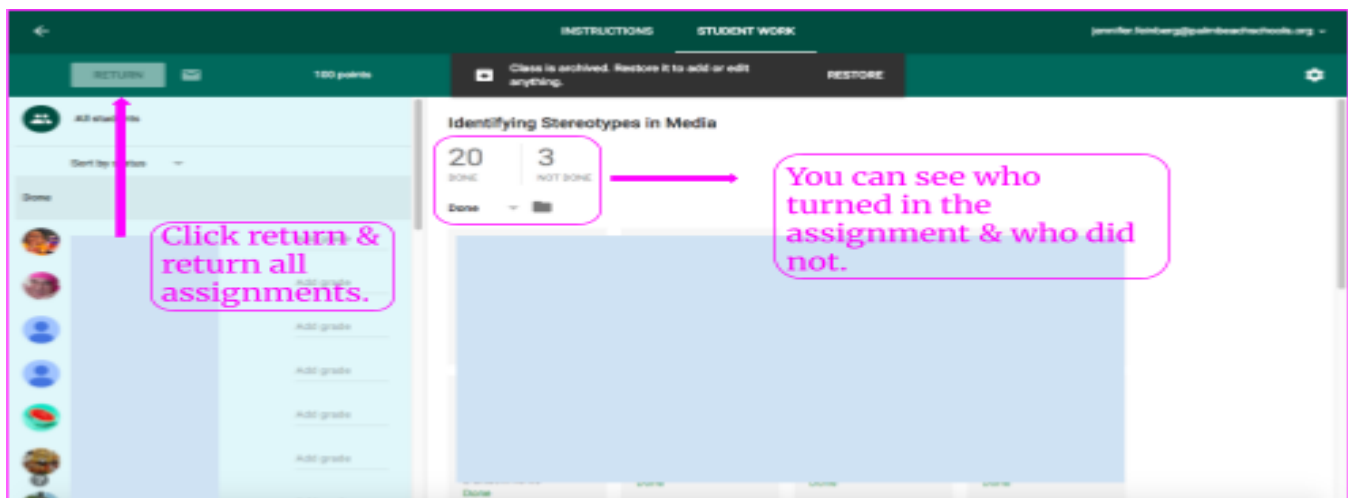 INSTRUCTIONS STUDENT WORK jennifer.feinberg@palmbeachschools.org
RETURN 100 points Class is archived. Restore it to add or edit anything. RESTORE
All students
Sort by status
Done
Identifying Stereotypes in Media
20 3
DONE NOT DONE
Done
You can see who
turned in the
assignment & who did
not.
Click return &
return all
assignments.
Add grade
Add grade
Add grade
Add grade
Add grade
Done Done Done Done